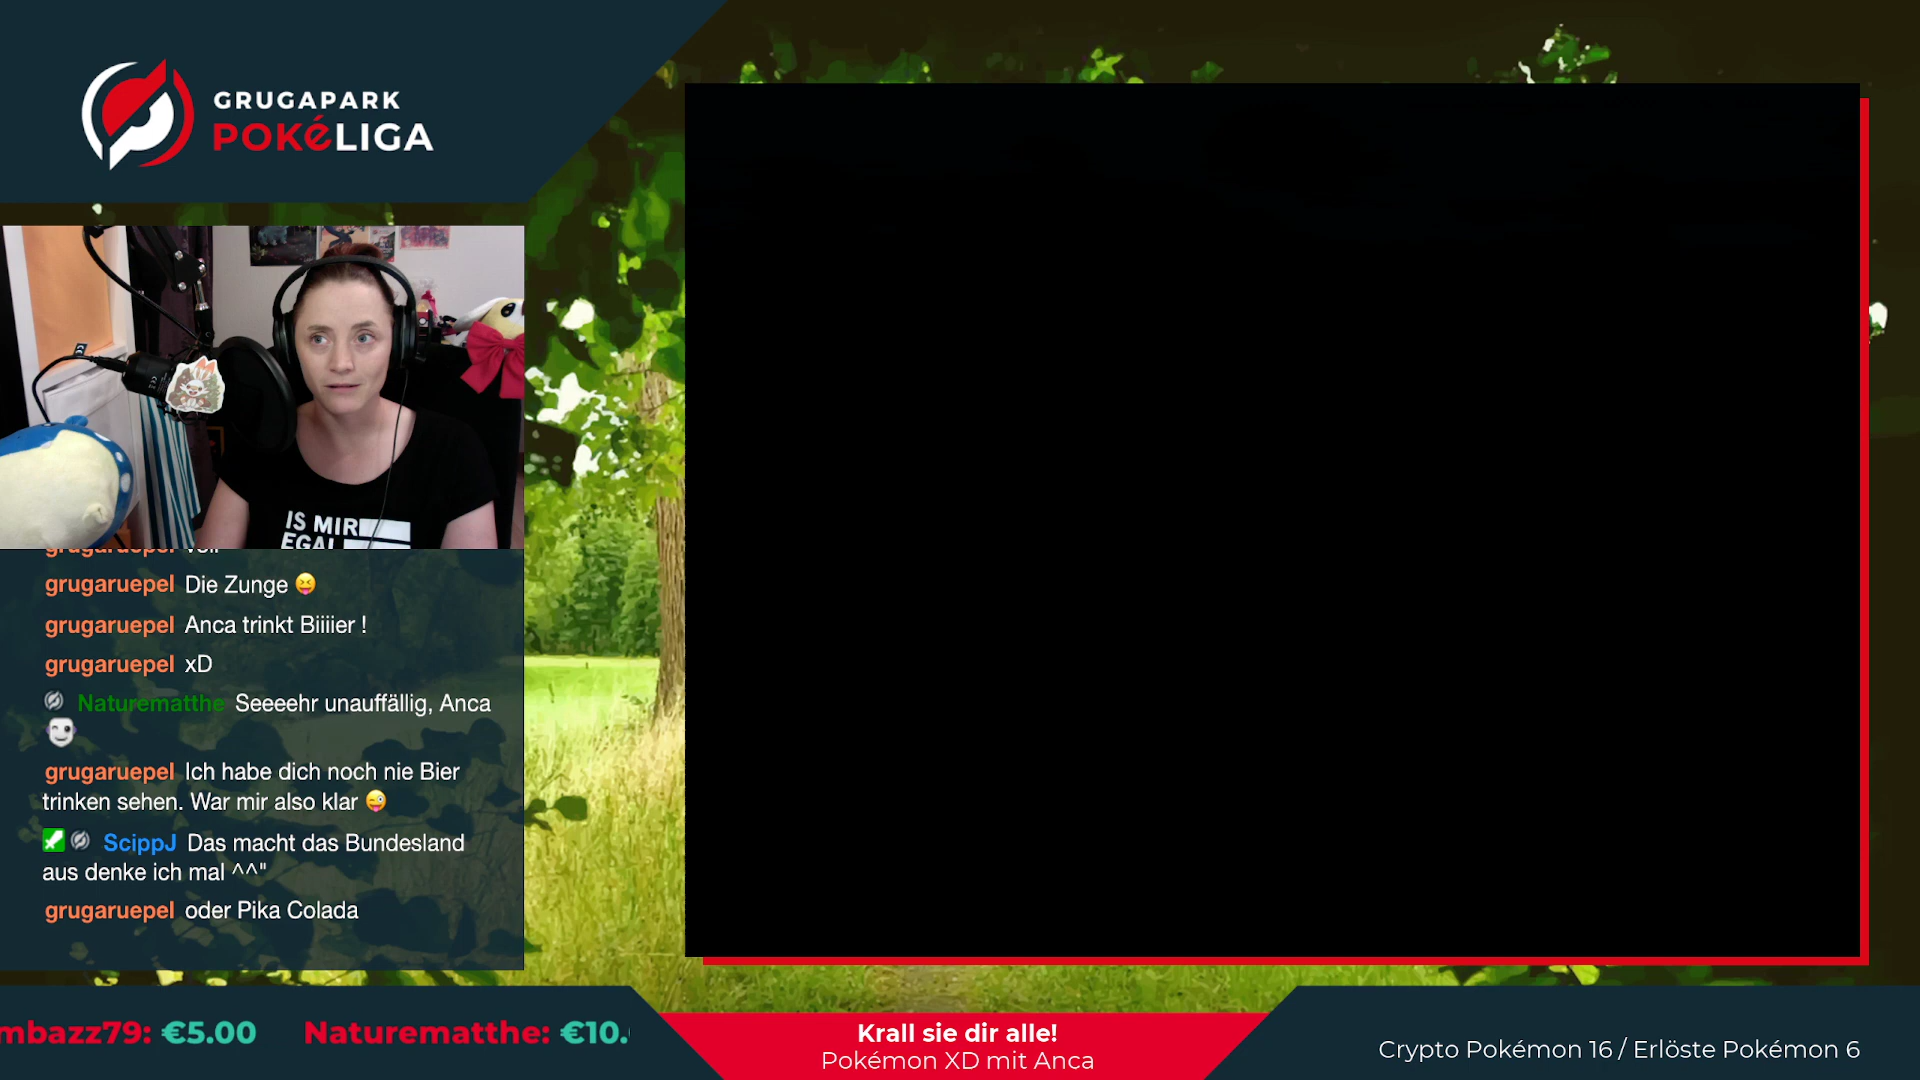 GRUGAPARK
POKéLIGA
IS MIR
EGAL
grugaruepel Die Zunge 😝
grugaruepel Anca trinkt Biiiier !
grugaruepel xD
Naturematthe Seeeehr unauffällig, Anca
grugaruepel Ich habe dich noch nie Bier
trinken sehen. War mir also klar 😜
ScippJ Das macht das Bundesland
aus denke ich mal ^^"
grugaruepel oder Pika Colada
mbazz79: €5.00 Naturematthe: €10.
Krall sie dir alle!
Pokémon XD mit Anca
Crypto Pokémon 16 / Erlöste Pokémon 6